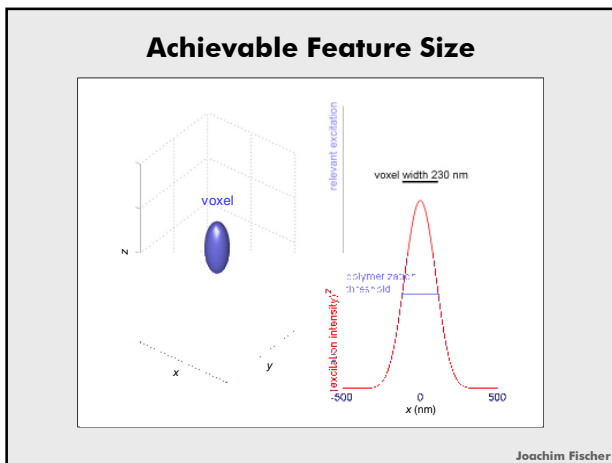 Achievable Feature Size
voxel
z
x
y
relevant excitation
voxel width 230 nm
polymerization
threshold
(excitation intensity)²
-500
0
500
x (nm)
Joachim Fischer